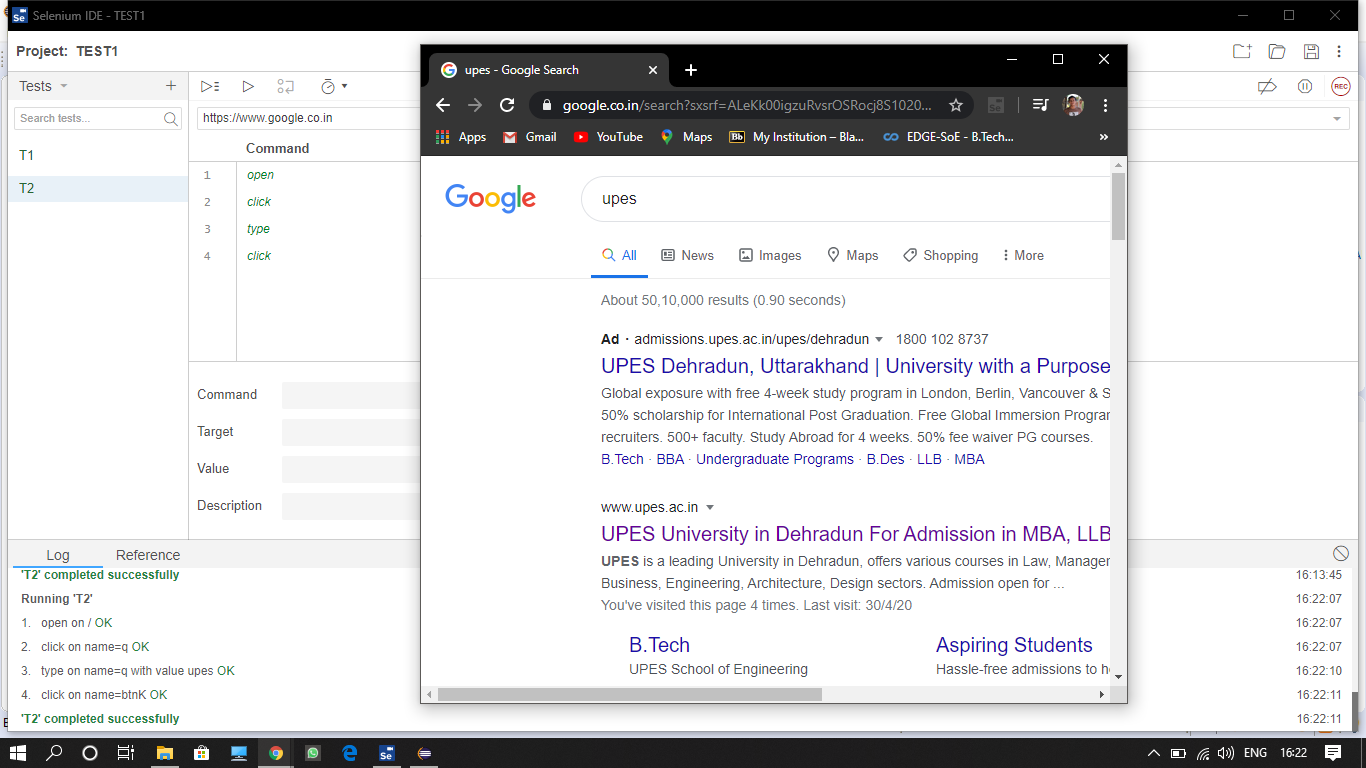 Selenium IDE - TEST1
Project: TEST1
Tests
Search tests...
T1
T2
https://www.google.co.in
REC
Command
1 open
2 click
3 type
4 click
Command
Target
Value
Description
upes - Google Search
google.co.in/search?sxsrf=ALeKk00igzuRvsrOSRocj8S1020...
Apps
Gmail
YouTube
Maps
Bb My Institution – Bla...
EDGE-SoE - B.Tech...
»
Google
upes
All
News
Images
Maps
Shopping
More
About 50,10,000 results (0.90 seconds)
Ad · admissions.upes.ac.in/upes/dehradun 1800 102 8737
UPES Dehradun, Uttarakhand | University with a Purpose
Global exposure with free 4-week study program in London, Berlin, Vancouver & S
50% scholarship for International Post Graduation. Free Global Immersion Program
recruiters. 500+ faculty. Study Abroad for 4 weeks. 50% fee waiver PG courses.
B.Tech · BBA · Undergraduate Programs · B.Des · LLB · MBA
www.upes.ac.in
UPES University in Dehradun For Admission in MBA, LLB
UPES is a leading University in Dehradun, offers various courses in Law, Manager
Business, Engineering, Architecture, Design sectors. Admission open for ...
You've visited this page 4 times. Last visit: 30/4/20
B.Tech
UPES School of Engineering
Aspiring Students
Hassle-free admissions to
Log
Reference
'T2' completed successfully 16:13:45
Running 'T2' 16:22:07
1. open on / OK 16:22:07
2. click on name=q OK 16:22:07
3. type on name=q with value upes OK 16:22:10
4. click on name=btnK OK 16:22:11
'T2' completed successfully 16:22:11
Se
ENG
16:22